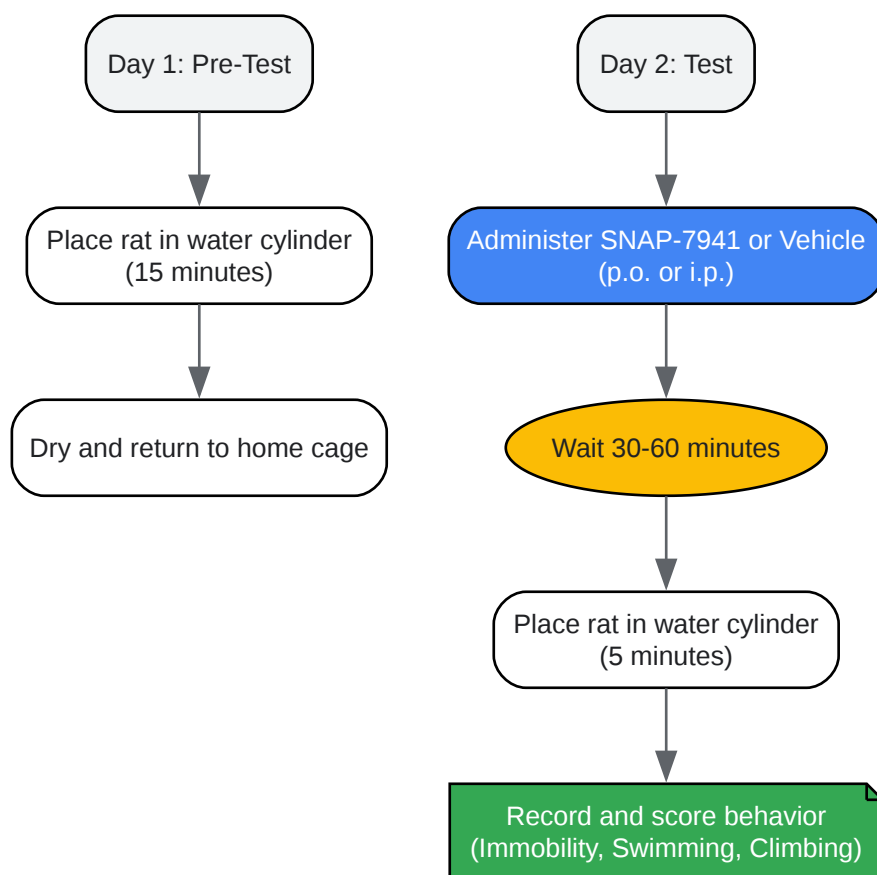 Day 1: Pre-Test
Place rat in water cylinder
(15 minutes)
Dry and return to home cage
Day 2: Test
Administer SNAP-7941 or Vehicle
(p.o. or i.p.)
Wait 30-60 minutes
Place rat in water cylinder
(5 minutes)
Record and score behavior
(Immobility, Swimming, Climbing)